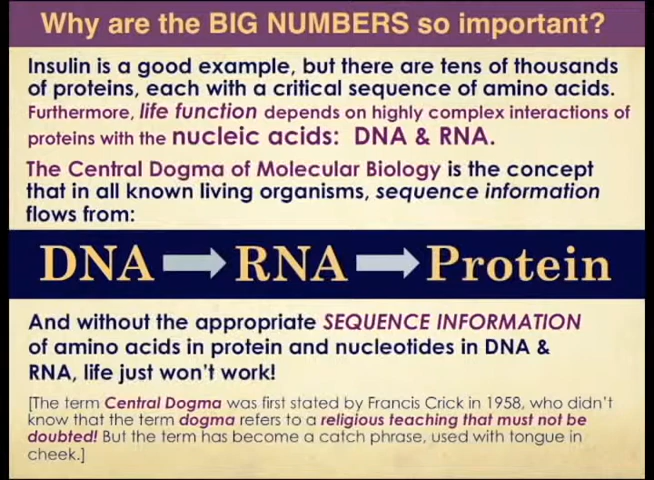 Why are the BIG NUMBERS so important?
Insulin is a good example, but there are tens of thousands
of proteins, each with a critical sequence of amino acids.
Furthermore, life function depends on highly complex interactions of
proteins with the nucleic acids: DNA & RNA.
The Central Dogma of Molecular Biology is the concept
that in all known living organisms, sequence information
flows from:
DNA RNA Protein
And without the appropriate SEQUENCE INFORMATION
of amino acids in protein and nucleotides in DNA &
RNA, life just won't work!
[The term Central Dogma was first stated by Francis Crick in 1958, who didn't
know that the term dogma refers to a religious teaching that must not be
doubted! But the term has become a catch phrase, used with tongue in
cheek.]